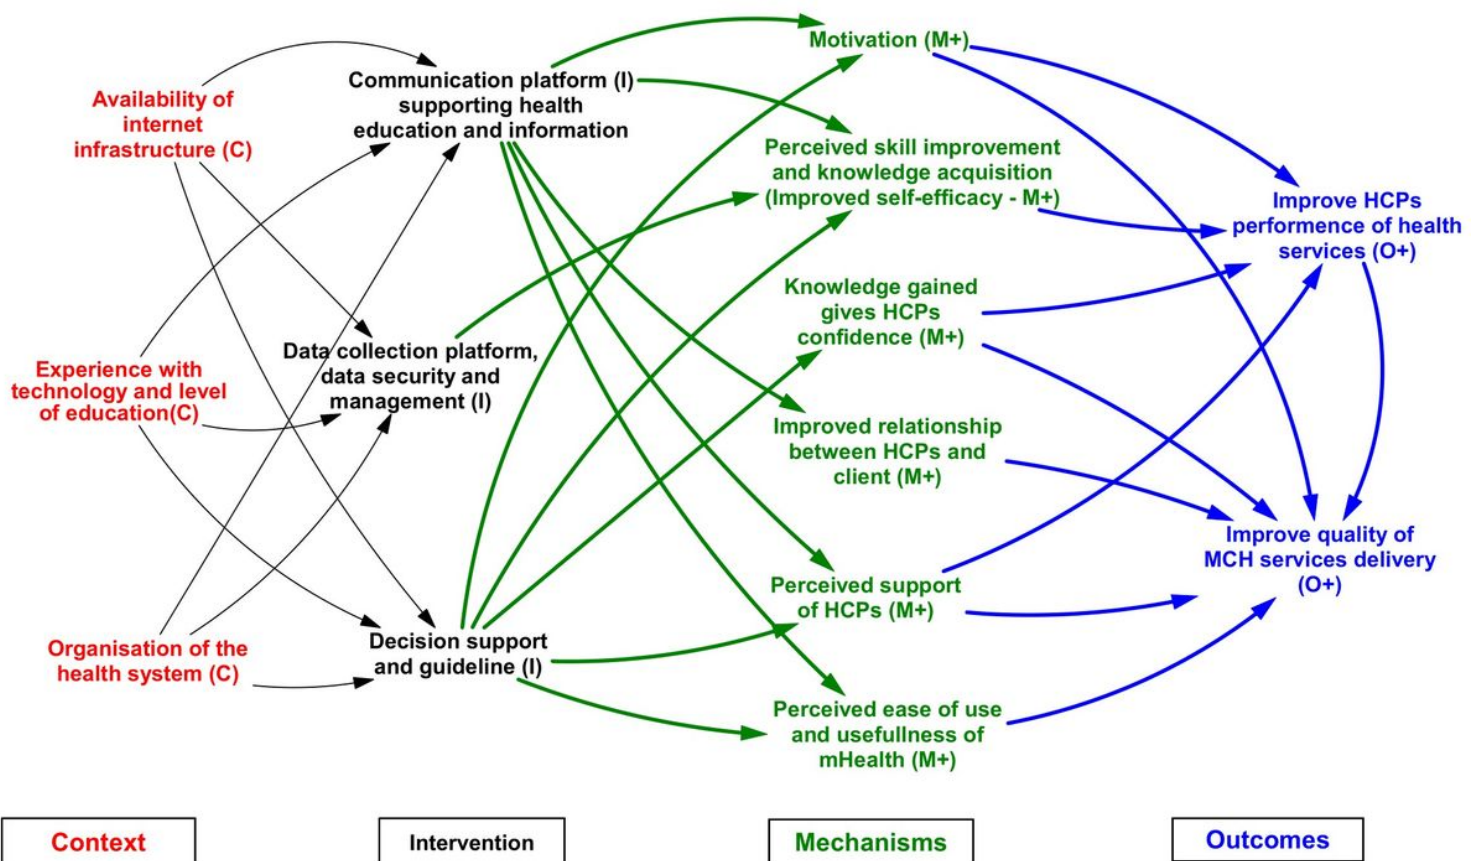 Availability of
internet
infrastructure (C)
Experience with
technology and level
of education(C)
Organisation of the
health system (C)
Communication platform (I)
supporting health
education and information
Data collection platform,
data security and
management (I)
Decision support
and guideline (I)
Motivation (M+)
Perceived skill improvement
and knowledge acquisition
(Improved self-efficacy - M+)
Knowledge gained
gives HCPs
confidence (M+)
Improved relationship
between HCPs and
client (M+)
Perceived support
of HCPs (M+)
Perceived ease of use
and usefullness of
mHealth (M+)
Improve HCPs
performence of health
services (O+)
Improve quality of
MCH services delivery
(O+)
Context
Intervention
Mechanisms
Outcomes